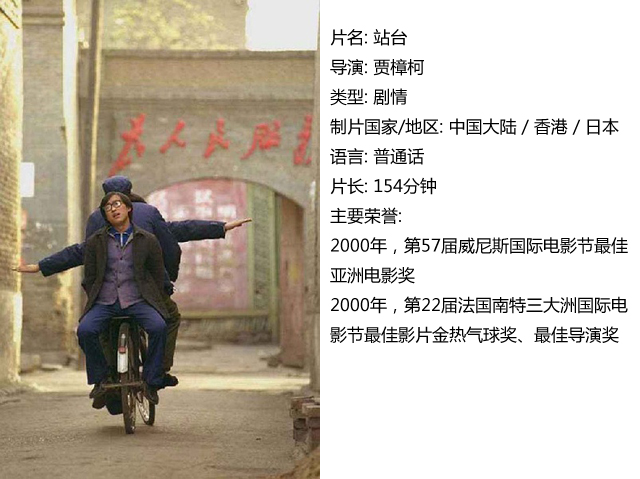 为人民服务
片名: 站台
导演: 贾樟柯
类型: 剧情
制片国家/地区: 中国大陆 / 香港 / 日本
语言: 普通话
片长: 154分钟
主要荣誉:
2000年，第57届威尼斯国际电影节最佳
亚洲电影奖
2000年，第22届法国南特三大洲国际电
影节最佳影片金热气球奖、最佳导演奖